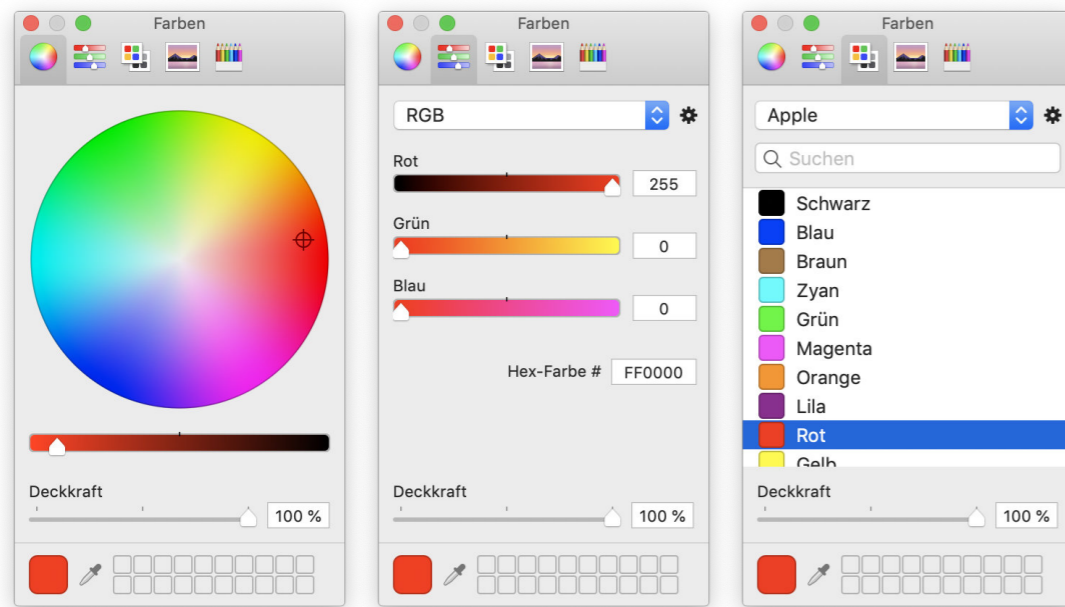 Farben
Deckkraft
100 %
Farben
RGB
Rot
255
Grün
0
Blau
0
Hex-Farbe # FF0000
Deckkraft
100 %
Farben
Apple
Suchen
Schwarz
Blau
Braun
Zyan
Grün
Magenta
Orange
Lila
Rot
Gelb
Deckkraft
100 %